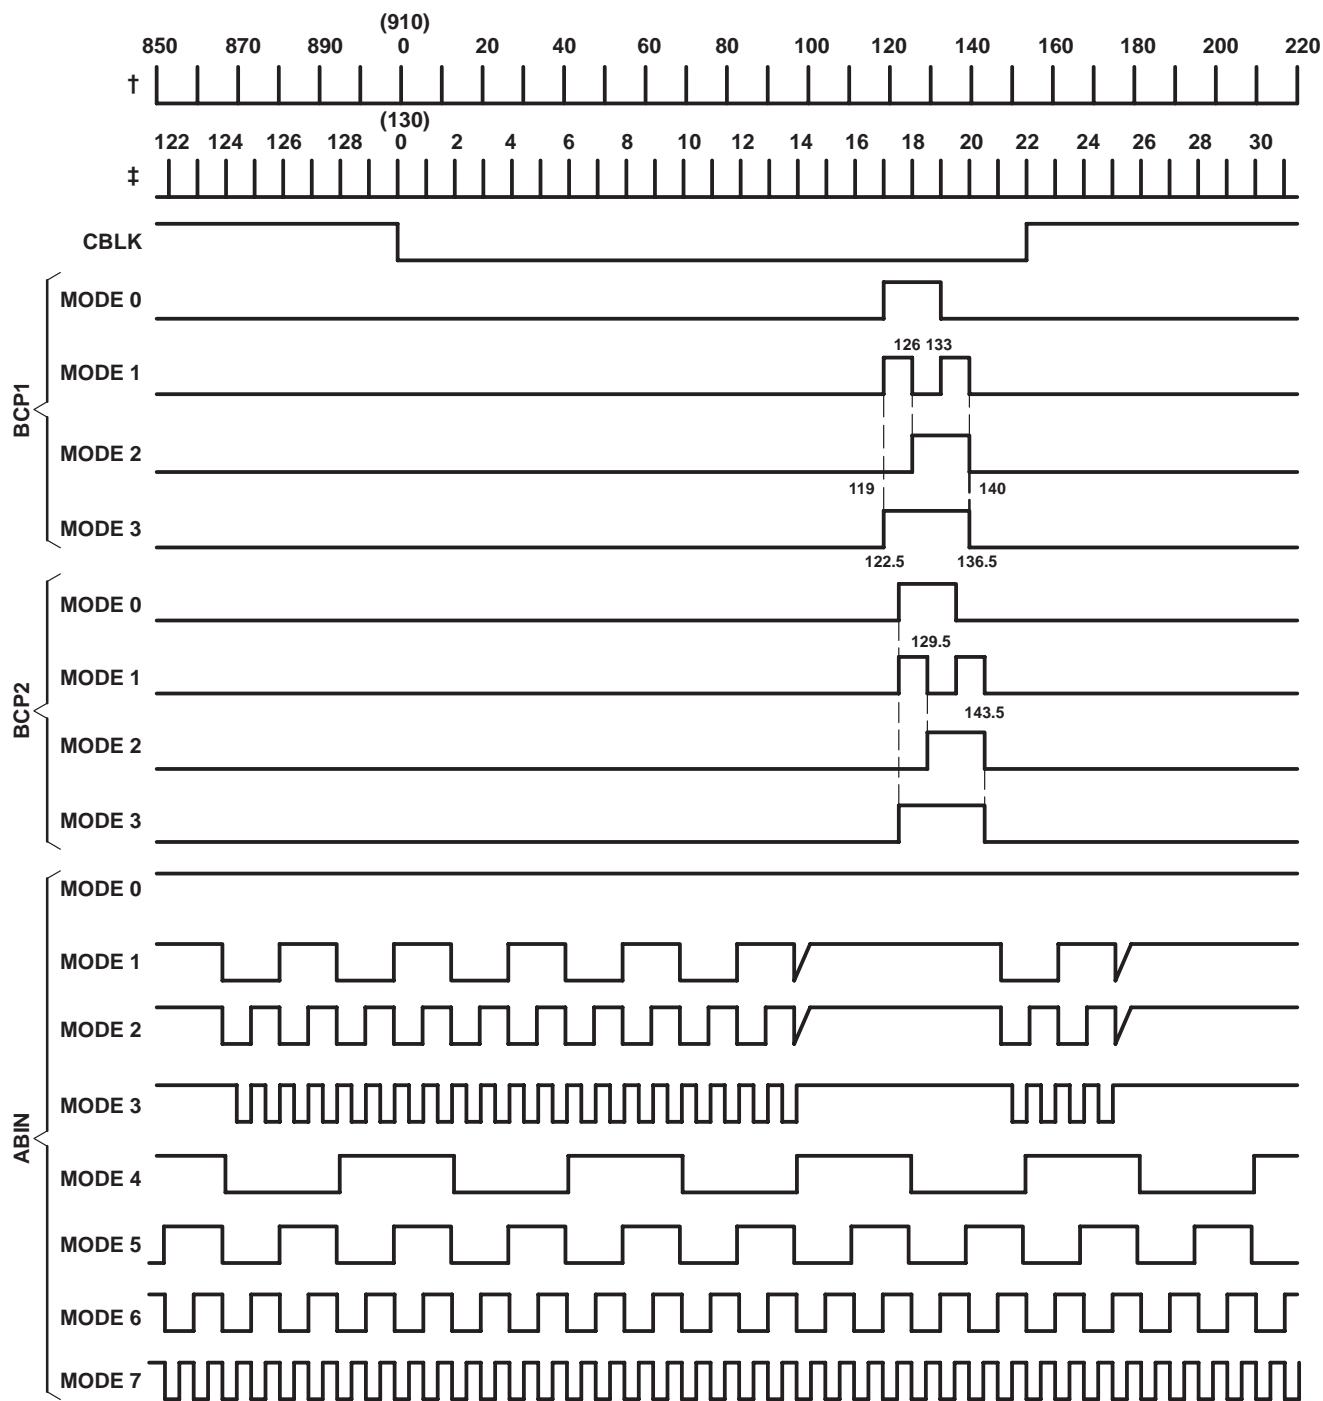 (910)
850 870 890 0 20 40 60 80 100 120 140 160 180 200 220
†
(130)
122 124 126 128 0 2 4 6 8 10 12 14 16 18 20 22 24 26 28 30
‡
CBLK
BCP1
MODE 0
126 133
MODE 1
MODE 2
119 140
MODE 3
122.5 136.5
BCP2
MODE 0
129.5
MODE 1
143.5
MODE 2
MODE 3
ABIN
MODE 0
MODE 1
MODE 2
MODE 3
MODE 4
MODE 5
MODE 6
MODE 7